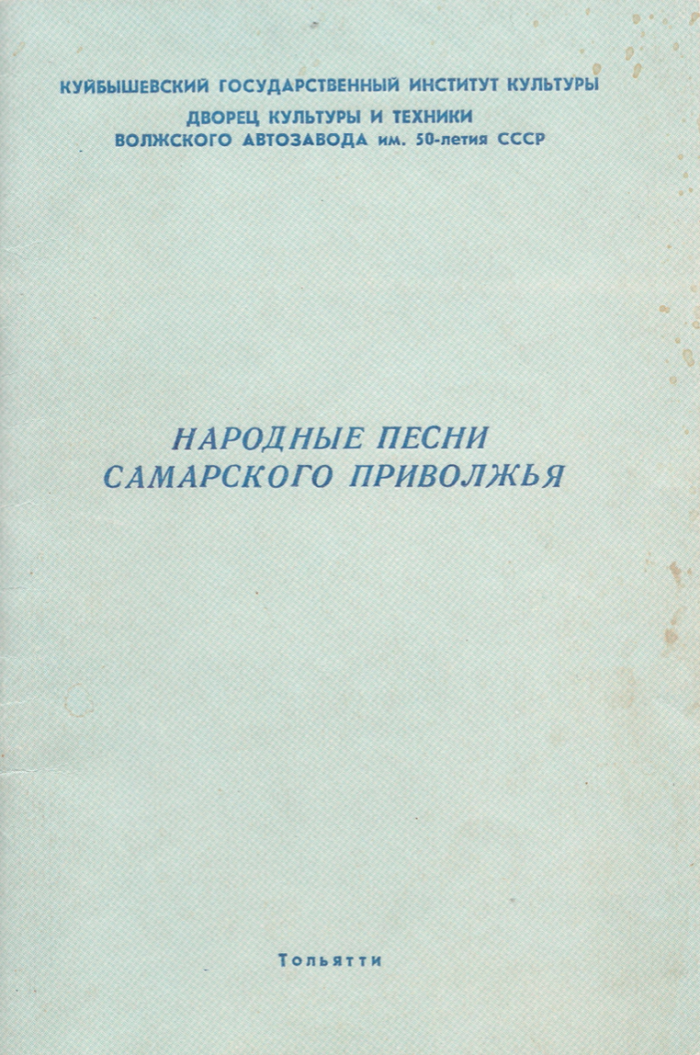 КУЙБЫШЕВСКИЙ ГОСУДАРСТВЕННЫЙ ИНСТИТУТ КУЛЬТУРЫ
ДВОРЕЦ КУЛЬТУРЫ И ТЕХНИКИ
ВОЛЖСКОГО АВТОЗАВОДА им. 50-летия СССР
НАРОДНЫЕ ПЕСНИ
САМАРСКОГО ПРИВОЛЖЬЯ
Тольятти